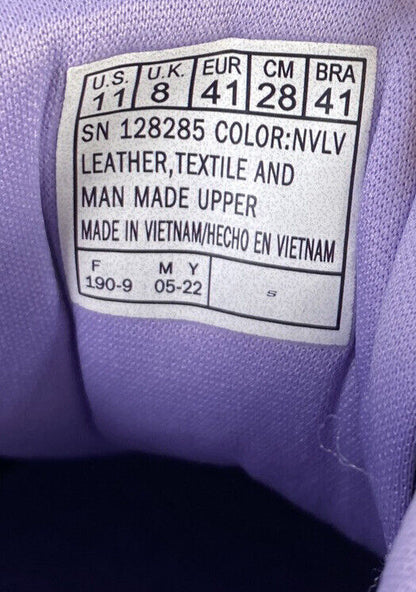 U.S. U.K. EUR CM BRA
11 8 41 28 41
SN 128285 COLOR:NVLV
LEATHER,TEXTILE AND
MAN MADE UPPER
MADE IN VIETNAM/HECHO EN VIETNAM
F M Y
190-9 05-22 S